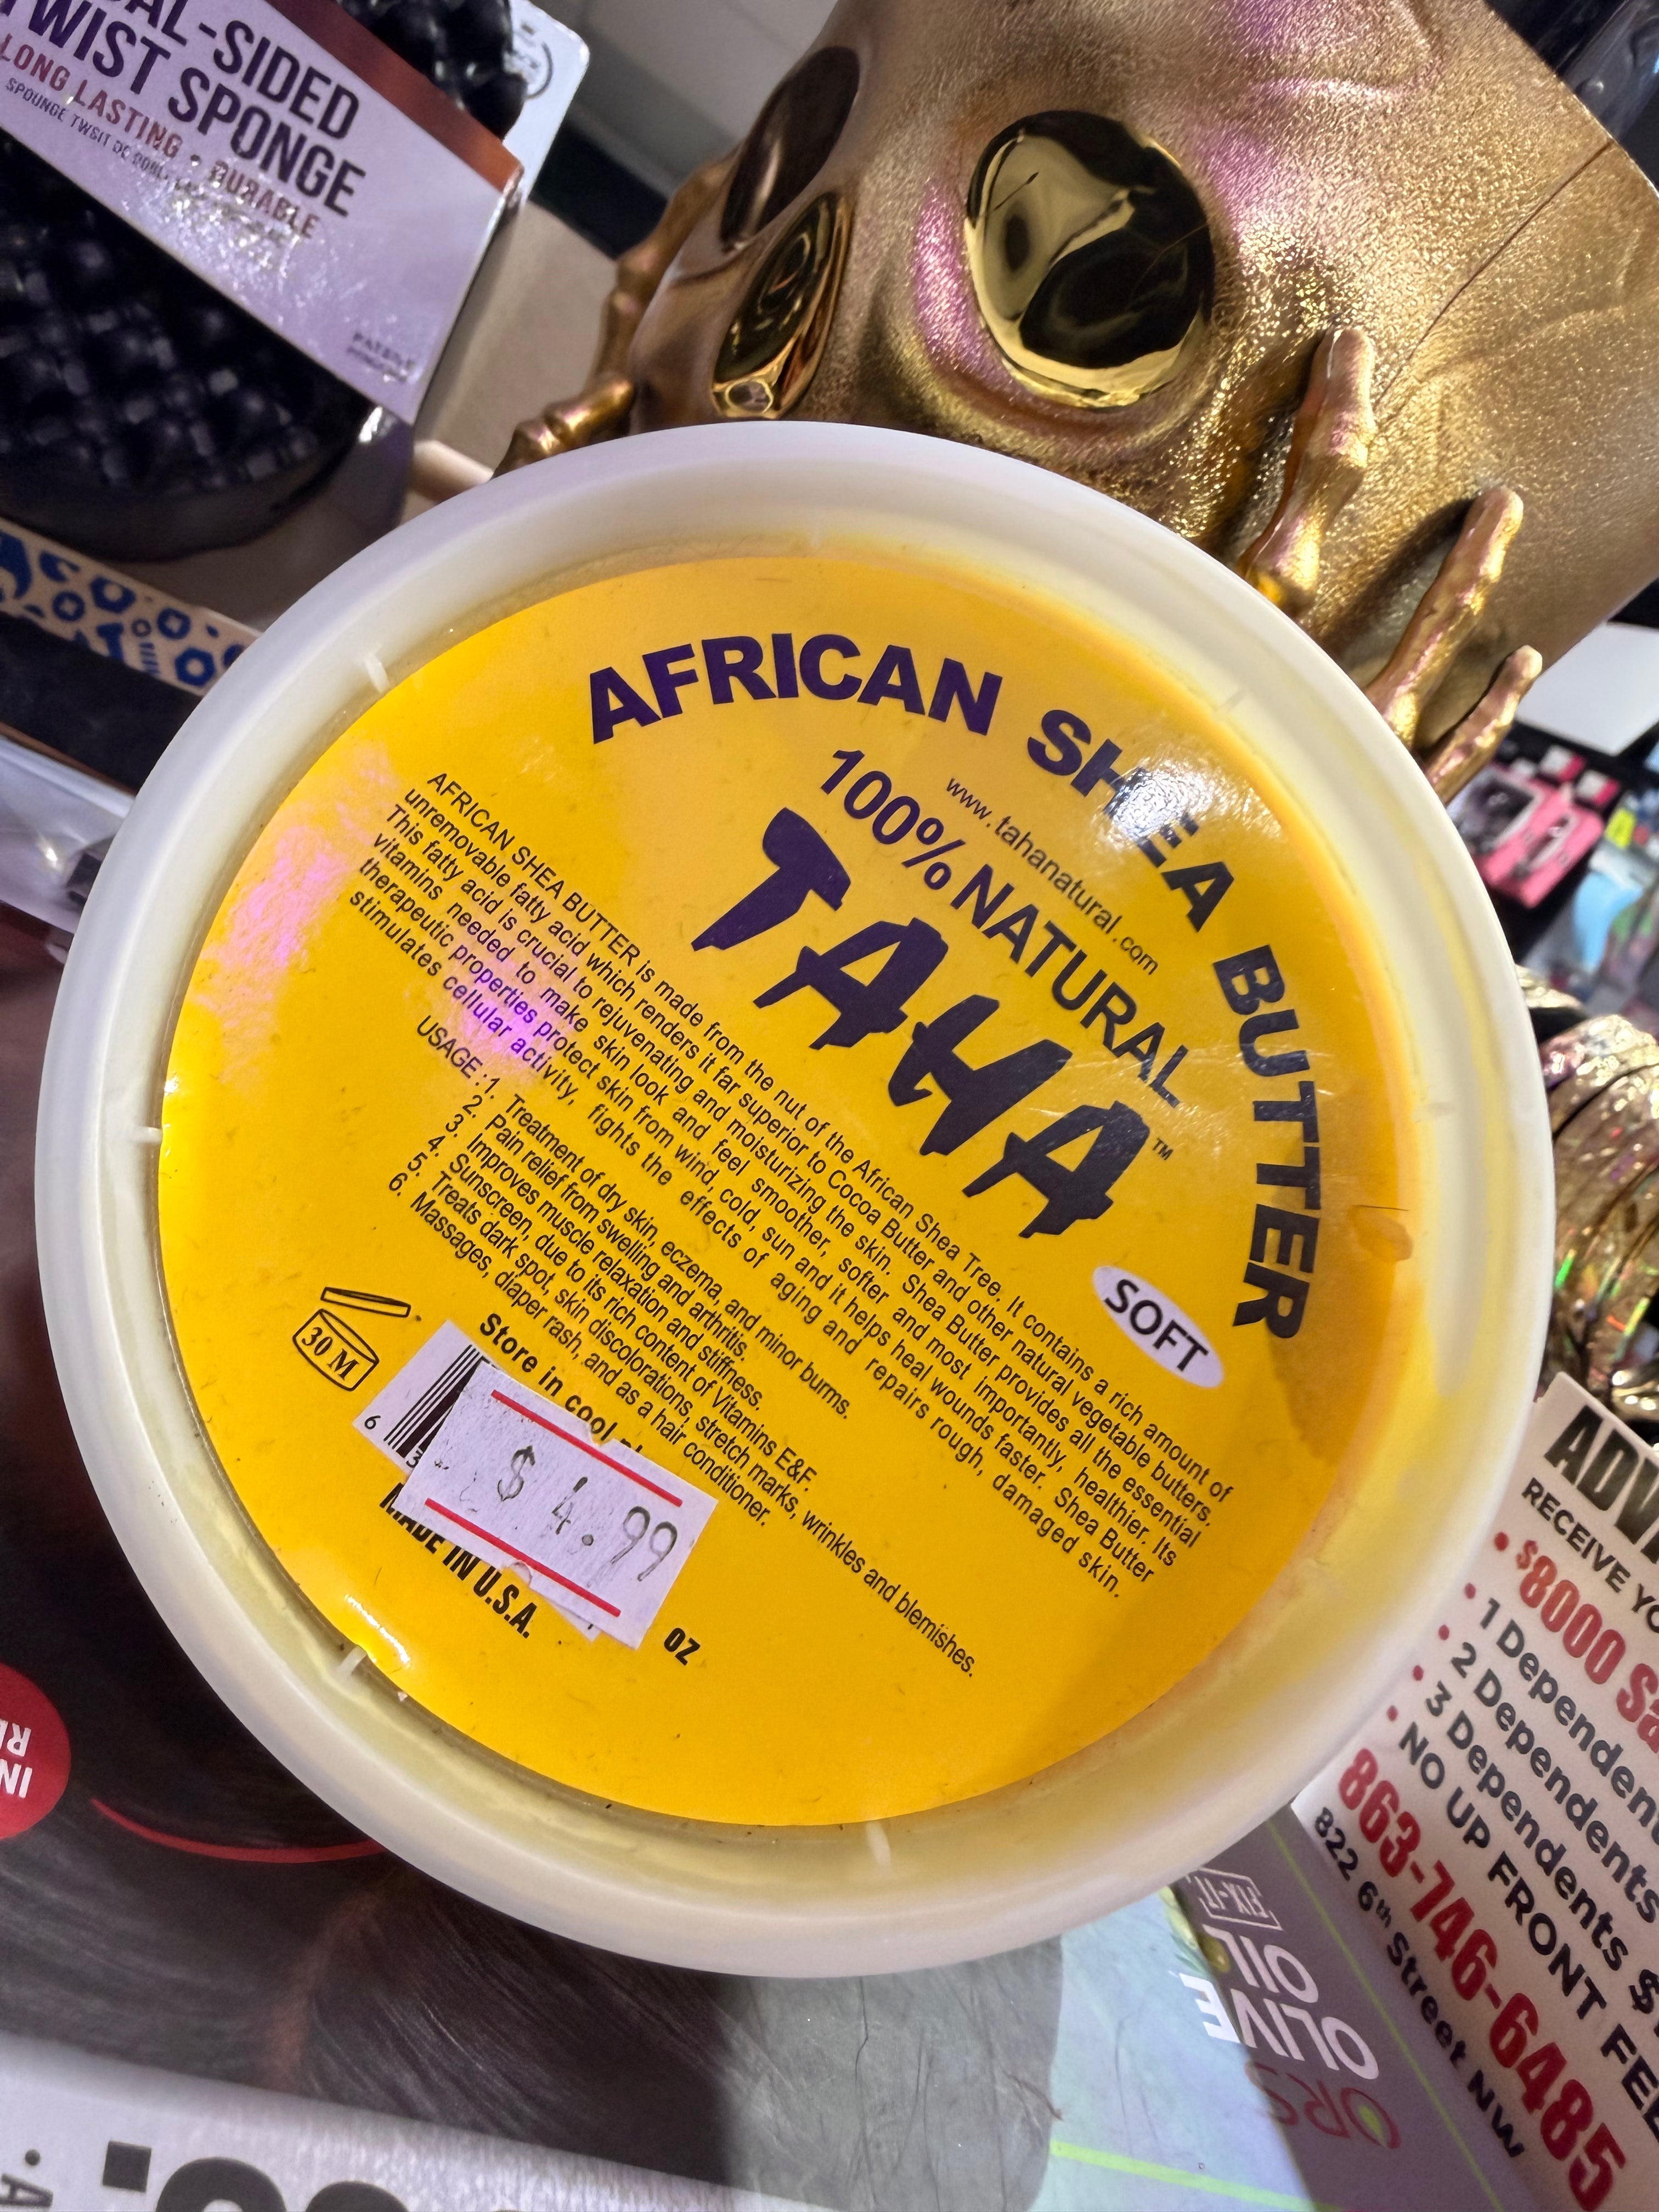 AL-SIDED
TWIST SPONGE
LONG LASTING • DURABLE
AFRICAN SHEA BUTTER
www.tahanatural.com
100% NATURAL
TAHA™
SOFT
AFRICAN SHEA BUTTER is made from the nut of the African Shea Tree. It contains a rich amount of
unremovable fatty acid which renders it far superior to Cocoa Butter and other natural vegetable butters.
This fatty acid is crucial to rejuvenating and moisturizing the skin. Shea Butter provides all the essential
vitamins needed to make skin look and feel smoother, softer and most importantly, healthier. Its
therapeutic properties protect skin from wind, cold, sun and it helps heal wounds faster. Shea Butter
stimulates cellular activity, fights the effects of aging and repairs rough, damaged skin.
USAGE: 1. Treatment of dry skin, eczema, and minor burns.
2. Pain relief from swelling and arthritis.
3. Improves muscle relaxation and stiffness.
4. Sunscreen, due to its rich content of Vitamins E&F.
5. Treats dark spot, skin discolorations, stretch marks, wrinkles and blemishes.
6. Massages, diaper rash, and as a hair conditioner.
Store in cool
30 M
6
3
$ 4.99
MADE IN U.S.A.
OZ
ADV
RECEIVE YO
• $8000
• 1 Dependent
• 2 Dependents
• 3 Dependents $
• NO UP FRONT FEE
863-746-6485
822 6th Street NW
FIX-IT
OIL
OLIVE
ORS
IN